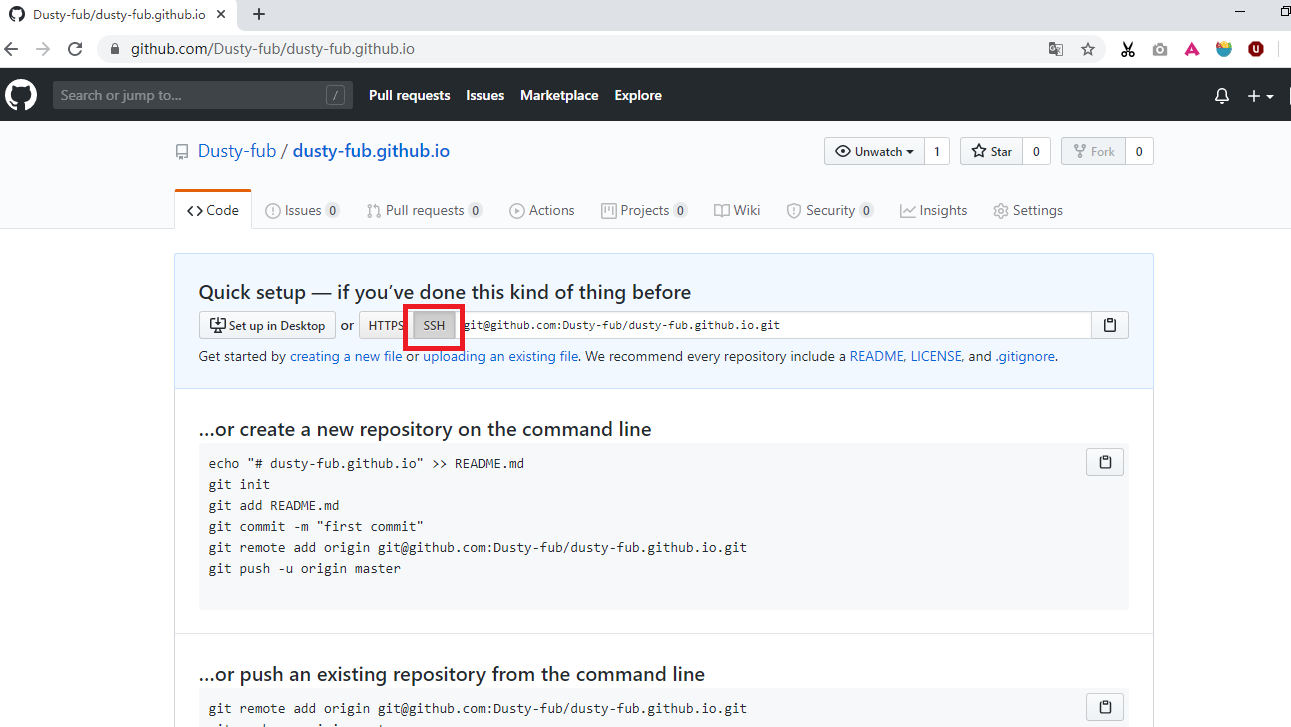 Dusty-fub/dusty-fub.github.io
github.com/Dusty-fub/dusty-fub.github.io
Search or jump to... / Pull requests Issues Marketplace Explore
Dusty-fub / dusty-fub.github.io Unwatch 1 Star 0 Fork 0
Code Issues 0 Pull requests 0 Actions Projects 0 Wiki Security 0 Insights Settings
Quick setup — if you’ve done this kind of thing before
Set up in Desktop or HTTPS SSH git@github.com:Dusty-fub/dusty-fub.github.io.git
Get started by creating a new file or uploading an existing file. We recommend every repository include a README, LICENSE, and .gitignore.
…or create a new repository on the command line
echo "# dusty-fub.github.io" >> README.md
git init
git add README.md
git commit -m "first commit"
git remote add origin git@github.com:Dusty-fub/dusty-fub.github.io.git
git push -u origin master
…or push an existing repository from the command line
git remote add origin git@github.com:Dusty-fub/dusty-fub.github.io.git